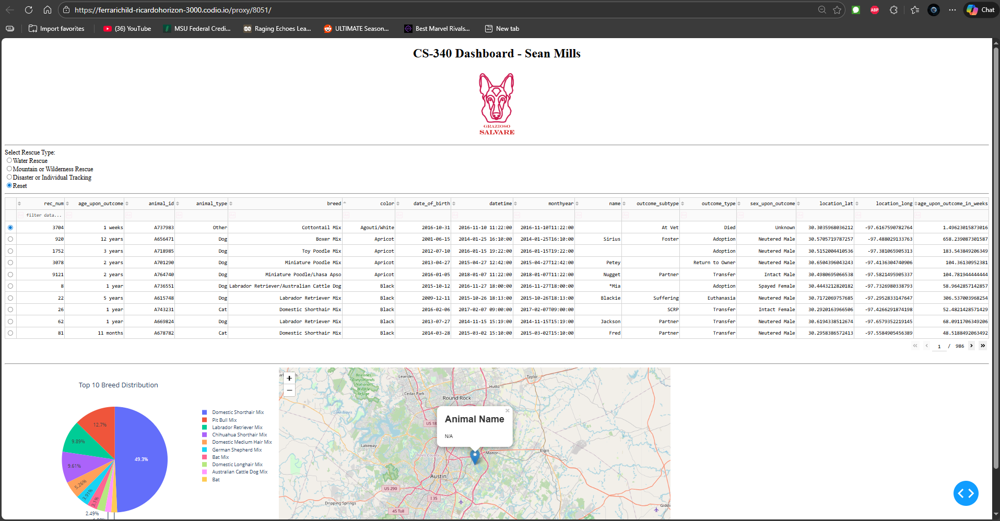 https://ferrarichild-ricardohorizon-3000.codio.io/proxy/8051/
ABP
Chat
Import favorites
(36) YouTube
MSU Federal Credi...
Raging Echoes Lea...
ULTIMATE Season...
Best Marvel Rivals...
New tab
CS-340 Dashboard - Sean Mills
GRAZIOSO
SALVARE
Select Rescue Type:
Water Rescue
Mountain or Wilderness Rescue
Disaster or Individual Tracking
Reset
rec_num age_upon_outcome animal_id animal_type breed color date_of_birth datetime monthyear name outcome_subtype outcome_type sex_upon_outcome location_lat location_long age_upon_outcome_in_weeks
filter data...
3704 1 weeks A737983 Other Cottontail Mix Agouti/White 2016-10-31 2016-11-10 11:22:00 2016-11-10T11:22:00 At Vet Died Unknown 30.3035968036212 -97.6167590782764 1.49623015873016
920 12 years A656471 Dog Boxer Mix Apricot 2001-06-15 2014-01-25 16:10:00 2014-01-25T16:10:00 Sirius Foster Adoption Neutered Male 30.5705719787257 -97.488029133763 658.239087301587
1752 3 years A718985 Dog Toy Poodle Mix Apricot 2012-07-10 2016-01-15 19:22:00 2016-01-15T19:22:00 Adoption Neutered Male 30.5152004410536 -97.381065905313 183.543849206349
3078 2 years A701290 Dog Miniature Poodle Mix Apricot 2013-04-27 2015-04-27 12:42:00 2015-04-27T12:42:00 Petey Return to Owner Neutered Male 30.6504396043243 -97.4136304740906 104.36130952381
9121 2 years A764740 Dog Miniature Poodle/Lhasa Apso Apricot 2016-01-05 2018-01-07 11:22:00 2018-01-07T11:22:00 Nugget Partner Transfer Intact Male 30.4980695066538 -97.5821495905337 104.781944444444
8 1 year A736551 Dog Labrador Retriever/Australian Cattle Dog Black 2015-10-12 2016-11-27 18:00:00 2016-11-27T18:00:00 *Mia Adoption Spayed Female 30.4443212820182 -97.7326980338793 58.9642857142857
22 5 years A615748 Dog Labrador Retriever Mix Black 2009-12-11 2015-10-26 18:13:00 2015-10-26T18:13:00 Blackie Suffering Euthanasia Neutered Male 30.7172069757685 -97.2952833147647 306.537003968254
26 1 year A743231 Cat Domestic Shorthair Mix Black 2016-02-06 2017-02-07 09:00:00 2017-02-07T09:00:00 SCRP Transfer Intact Female 30.2920163966506 -97.4266291874198 52.4821428571429
62 1 year A669824 Dog Labrador Retriever Mix Black 2013-07-27 2014-11-15 15:19:00 2014-11-15T15:19:00 Jackson Partner Transfer Neutered Male 30.6194338512674 -97.6579352219145 68.0911706349206
81 11 months A678782 Cat Domestic Shorthair Mix Black 2014-03-28 2015-03-02 15:10:00 2015-03-02T15:10:00 Fred Partner Transfer Neutered Male 30.2958386572413 -97.5584905456389 48.5188492063492
1 / 986
Top 10 Breed Distribution
49.3%
12.7%
9.89%
9.61%
5.26%
3.91%
3.1%
2.49%
Domestic Shorthair Mix
Pit Bull Mix
Labrador Retriever Mix
Chihuahua Shorthair Mix
Domestic Medium Hair Mix
German Shepherd Mix
Bat Mix
Domestic Longhair Mix
Australian Cattle Dog Mix
Bat
+
−
Balcones
Canyonlands
National
Wildlife
Refuge
Leander
Taylor
Hutto
Cedar Park
Round Rock
Lake Travis
US 183
Animal Name
N/A
Lakeway
Travis County
Manor
Elgin
Austin
US 290
I 35
Dripping Springs
45 Toll
Giddi